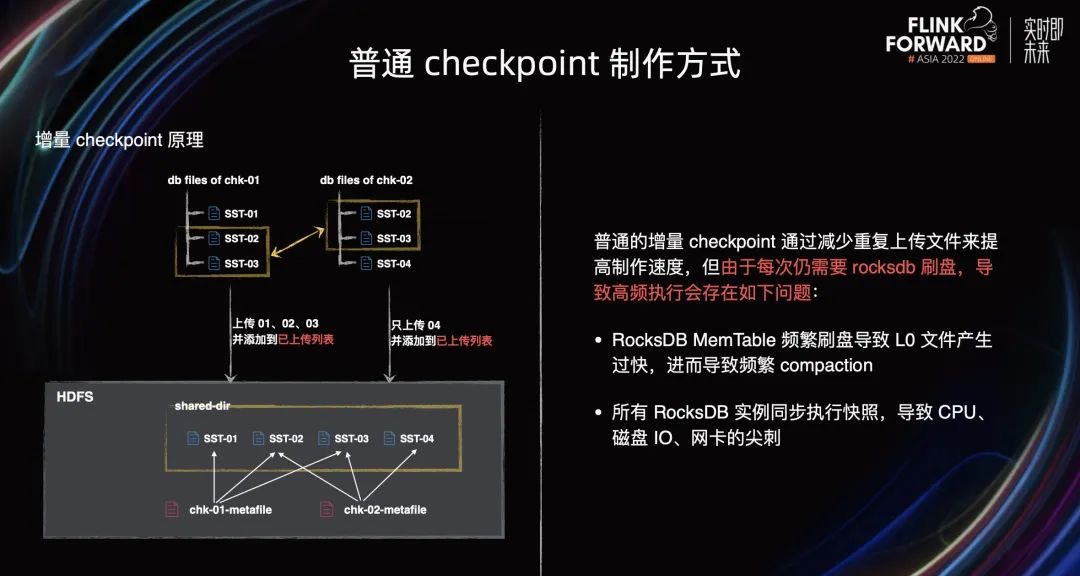 FLINK
FORWARD
# ASIA 2022 ONLINE
实时即
未来
普通 checkpoint 制作方式
增量 checkpoint 原理
db files of chk-01
SST-01
SST-02
SST-03
db files of chk-02
SST-02
SST-03
SST-04
上传 01、02、03
并添加到已上传列表
只上传 04
并添加到已上传列表
HDFS
shared-dir
SST-01 SST-02 SST-03 SST-04
chk-01-metafile chk-02-metafile
普通的增量 checkpoint 通过减少重复上传文件来提
高制作速度，但由于每次仍需要 rocksdb 刷盘，导
致高频执行会存在如下问题：
• RocksDB MemTable 频繁刷盘导致 L0 文件产生
过快，进而导致频繁 compaction
• 所有 RocksDB 实例同步执行快照，导致 CPU、
磁盘 IO、网卡的尖刺